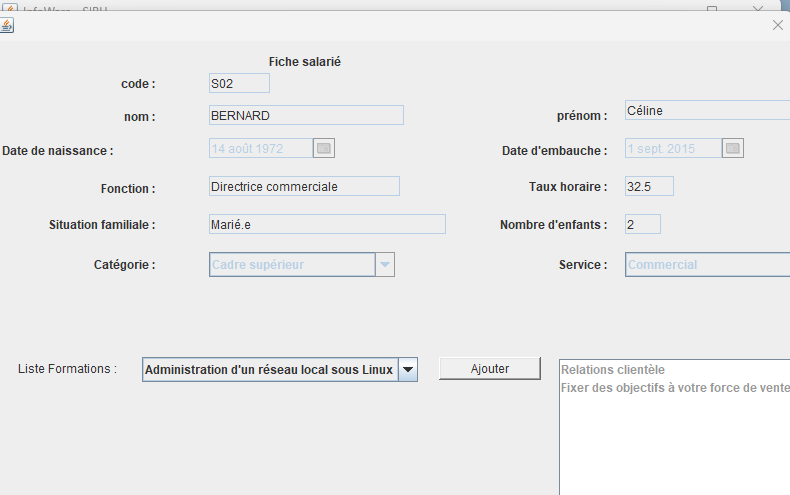 Fiche salarié
code : S02
nom : BERNARD prénom : Céline
Date de naissance : 14 août 1972 Date d'embauche : 1 sept. 2015
Fonction : Directrice commerciale Taux horaire : 32.5
Situation familiale : Marié.e Nombre d'enfants : 2
Catégorie : Cadre supérieur Service : Commercial
Liste Formations : Administration d'un réseau local sous Linux Ajouter Relations clientèle
Fixer des objectifs à votre force de vente